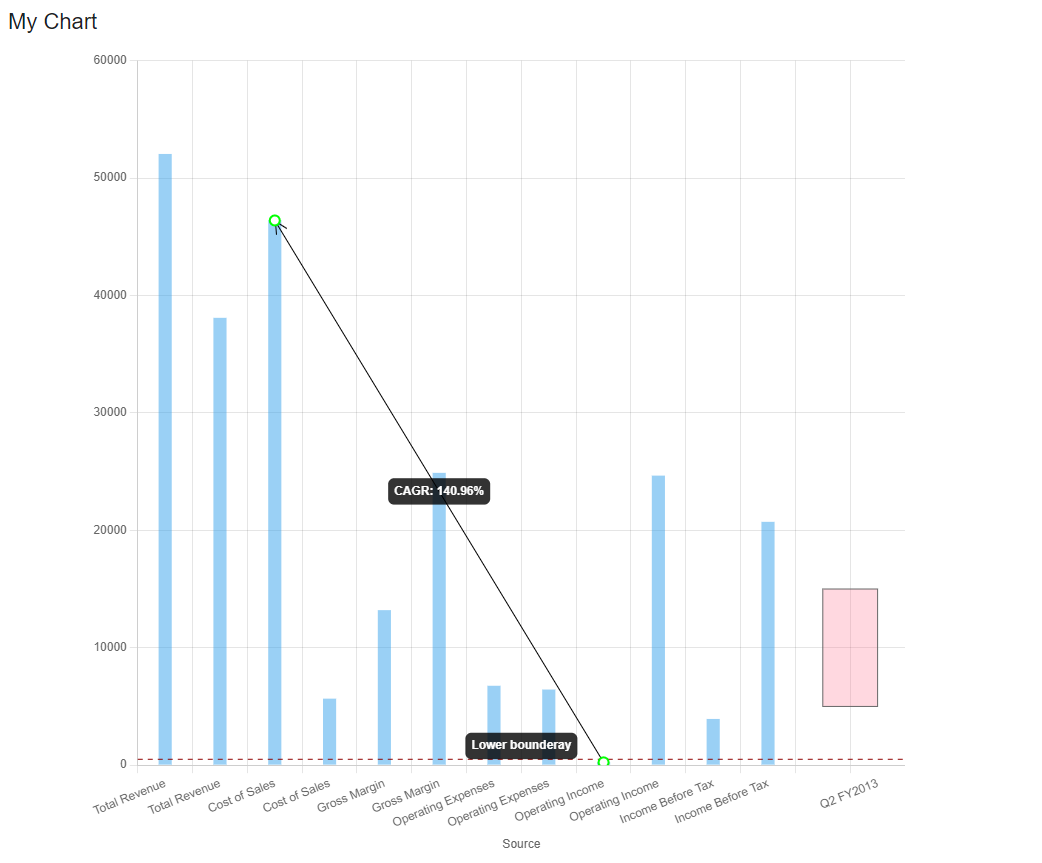 My Chart
60000
50000
40000
30000
20000
10000
0
CAGR: 140.96%
Lower bounderay
Total Revenue
Total Revenue
Cost of Sales
Cost of Sales
Gross Margin
Gross Margin
Operating Expenses
Operating Expenses
Operating Income
Operating Income
Income Before Tax
Income Before Tax
Q2 FY2013
Source